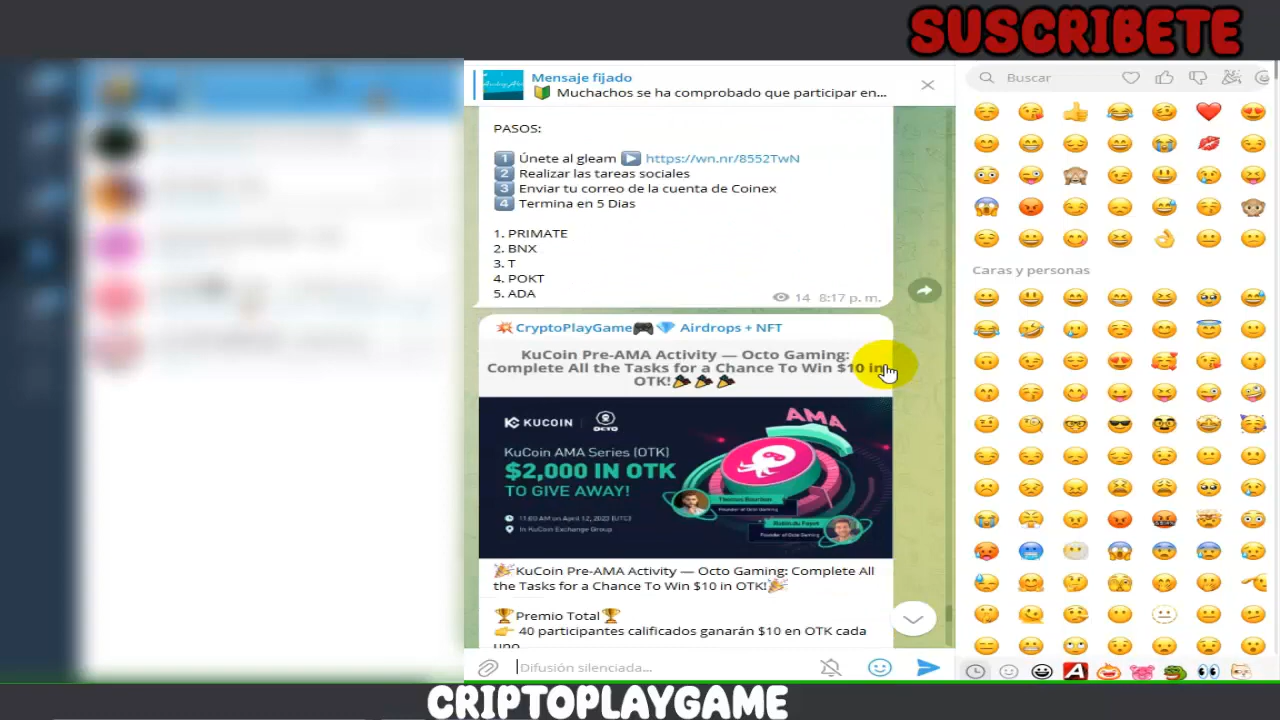 SUSCRIBETE
Mensaje fijado
🔰 Muchachos se ha comprobado que participar en...
Buscar
PASOS:
1 Únete al gleam ▶ https://wn.nr/8552TwN
2 Realizar las tareas sociales
3 Enviar tu correo de la cuenta de Coinex
4 Termina en 5 Dias
1. PRIMATE
2. BNX
3. T
4. POKT
5. ADA
14 8:17 p. m.
Caras y personas
💥CryptoPlayGame🎮💎 Airdrops + NFT
KuCoin Pre-AMA Activity — Octo Gaming:
Complete All the Tasks for a Chance To Win $10 in
OTK!🎉🎉🎉
KUCOIN | OCTO
AMA
KuCoin AMA Series (OTK)
$2,000 IN OTK
TO GIVE AWAY!
In KuCoin Exchange Group
🎉KuCoin Pre-AMA Activity — Octo Gaming: Complete All
the Tasks for a Chance To Win $10 in OTK!🎉
🏆Premio Total🏆
👉 40 participantes calificados ganarán $10 en OTK cada
uno
Difusión silenciada...
CRIPTOPLAYGAME